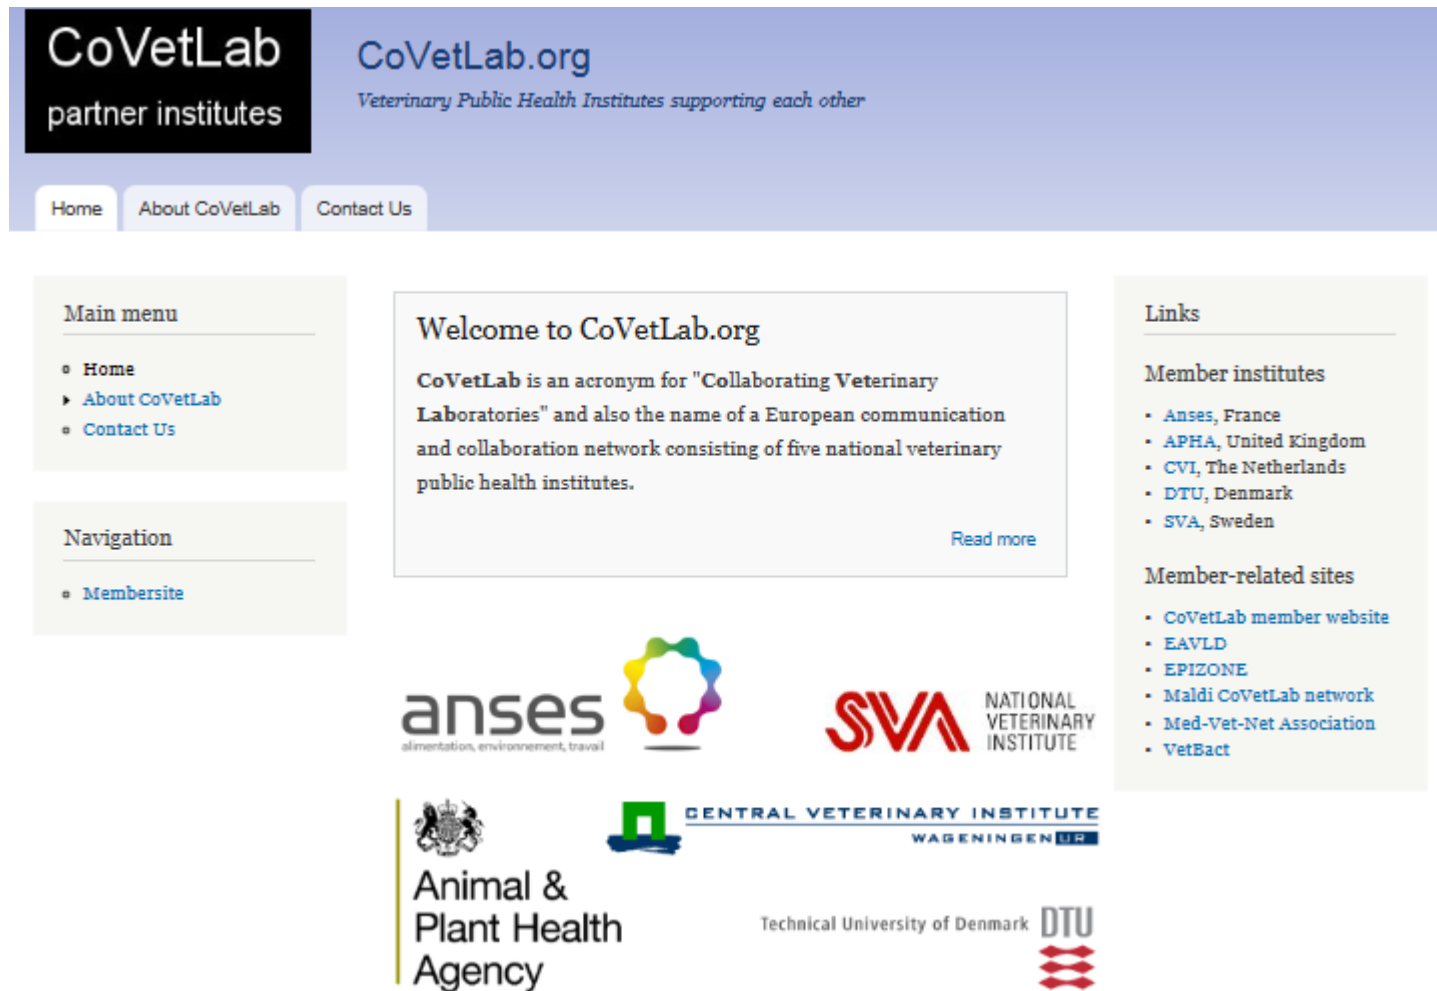 CoVetLab
partner institutes
CoVetLab.org
Veterinary Public Health Institutes supporting each other
Home
About CoVetLab
Contact Us
Main menu
Home
About CoVetLab
Contact Us
Navigation
Membersite
Welcome to CoVetLab.org
CoVetLab is an acronym for "Collaborating Veterinary
Laboratories" and also the name of a European communication
and collaboration network consisting of five national veterinary
public health institutes.
Read more
anses
alimentation, environnement, travail
SVA
NATIONAL
VETERINARY
INSTITUTE
CENTRAL VETERINARY INSTITUTE
WAGENINGEN UR
Animal &
Plant Health
Agency
Technical University of Denmark
DTU
Links
Member institutes
Anses, France
APHA, United Kingdom
CVI, The Netherlands
DTU, Denmark
SVA, Sweden
Member-related sites
CoVetLab member website
EAVLD
EPIZONE
Maldi CoVetLab network
Med-Vet-Net Association
VetBact